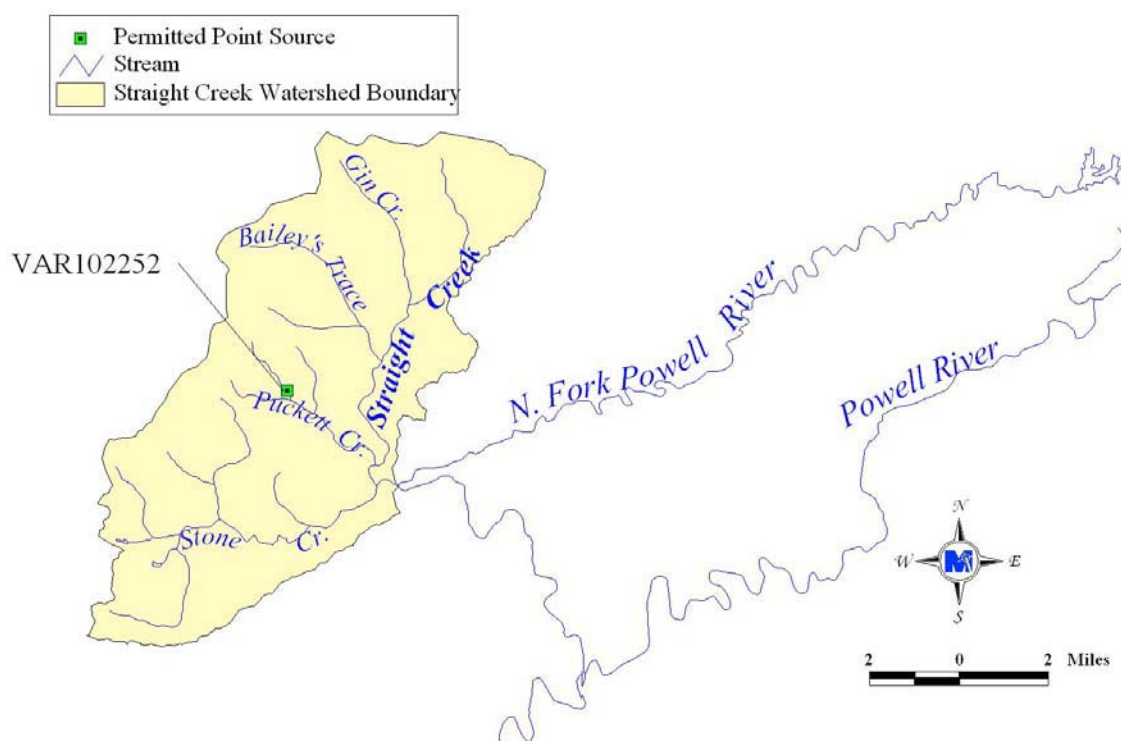 Permitted Point Source
Stream
Straight Creek Watershed Boundary
Gin Cr.
Bailey's Trace
Straight Creek
VAR102252
Puckett Cr.
Stone Cr.
N. Fork Powell River
Powell River
N
W
M
E
S
2 0 2 Miles